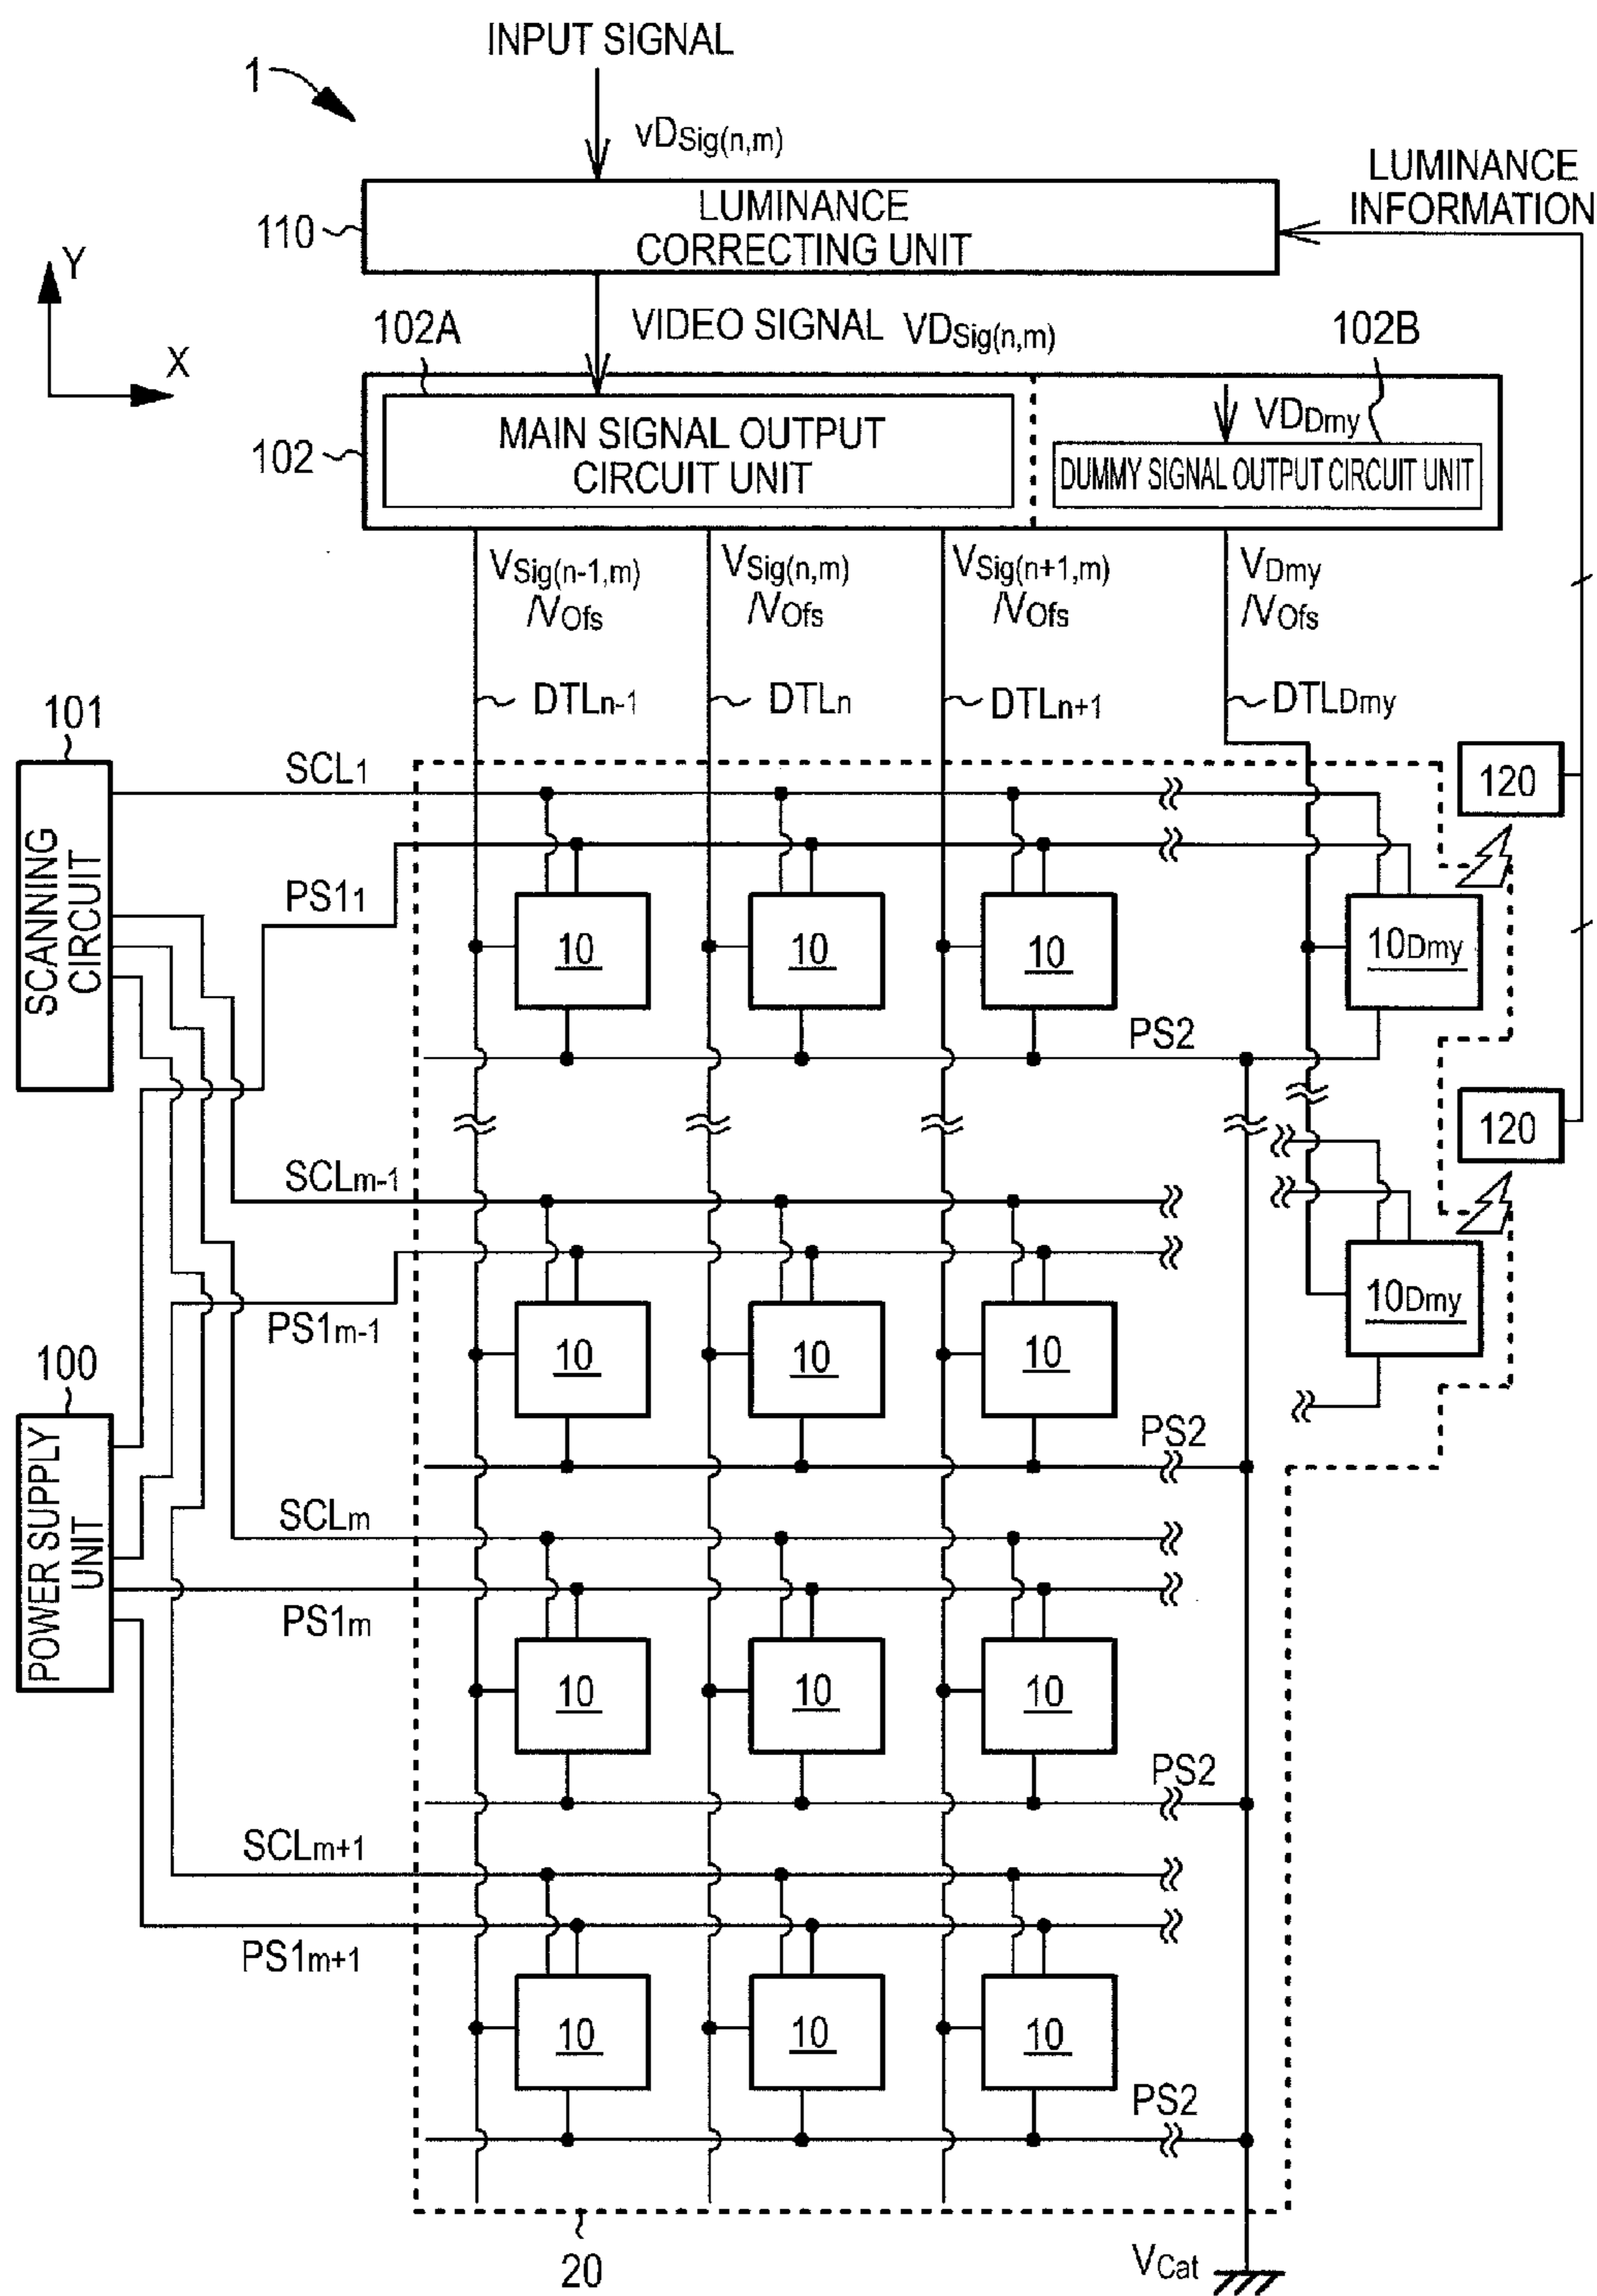 INPUT SIGNAL
1
vDSig(n,m)
LUMINANCE
INFORMATION
110
LUMINANCE
CORRECTING UNIT
Y
X
102A
VIDEO SIGNAL VDSig(n,m)
102B
102
MAIN SIGNAL OUTPUT
CIRCUIT UNIT
VDDmy
DUMMY SIGNAL OUTPUT CIRCUIT UNIT
VSig(n-1,m)
/VOfs
VSig(n,m)
/VOfs
VSig(n+1,m)
/VOfs
VDmy
/VOfs
DTLn-1
DTLn
DTLn+1
DTLDmy
101
SCANNING
CIRCUIT
SCL1
120
PS11
10
10
10
10Dmy
PS2
120
SCLm-1
PS1m-1
10
10
10
10Dmy
PS2
100
POWER SUPPLY
UNIT
SCLm
PS1m
10
10
10
PS2
SCLm+1
PS1m+1
10
10
10
PS2
20
VCat